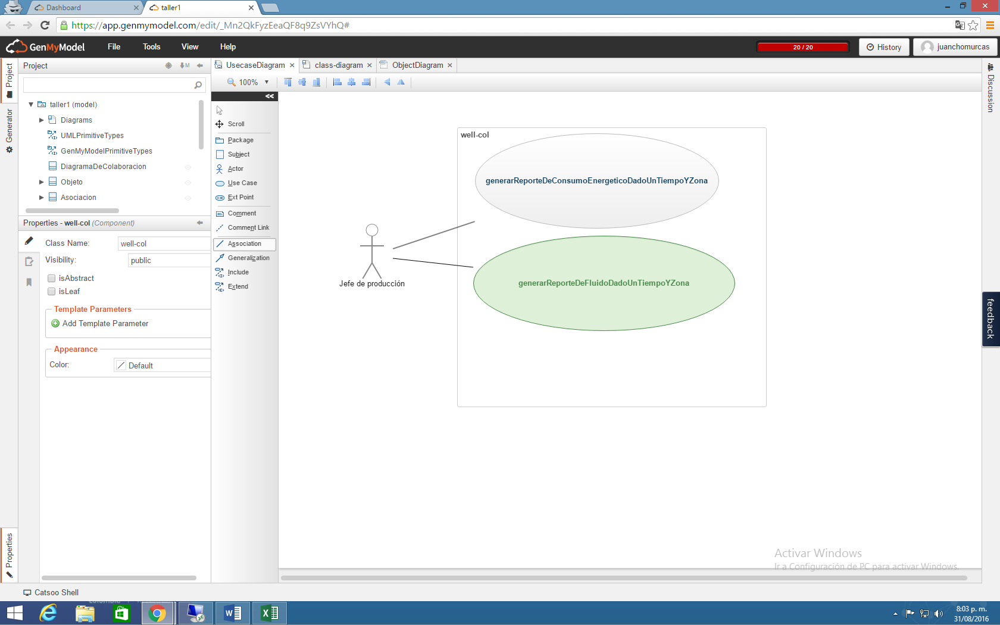 Dashboard
taller1
https://app.genmymodel.com/edit/_Mn2QkFyzEeaQF8q9ZsVYhQ#
GenMyModel
File
Tools
View
Help
20 / 20
History
juanchomurcas
Project
Generator
Properties
Project
M
taller1 (model)
Diagrams
UMLPrimitiveTypes
GenMyModelPrimitiveTypes
DiagramaDeColaboracion
Objeto
Asociacion
Properties - well-col (Component)
Class Name:
well-col
Visibility:
public
isAbstract
isLeaf
Template Parameters
Add Template Parameter
Appearance
Color:
Default
UsecaseDiagram
class-diagram
ObjectDiagram
100%
<<
Scroll
Package
Subject
Actor
Use Case
Ext Point
Comment
Comment Link
Association
Generalization
Include
Extend
well-col
generarReporteDeConsumoEnergeticoDadoUnTiempoYZona
generarReporteDeFluidoDadoUnTiempoYZona
Jefe de producción
Discussion
feedback
Activar Windows
Ir a Configuración de PC para activar Windows.
Catsoo Shell
8:03 p. m.
31/08/2016